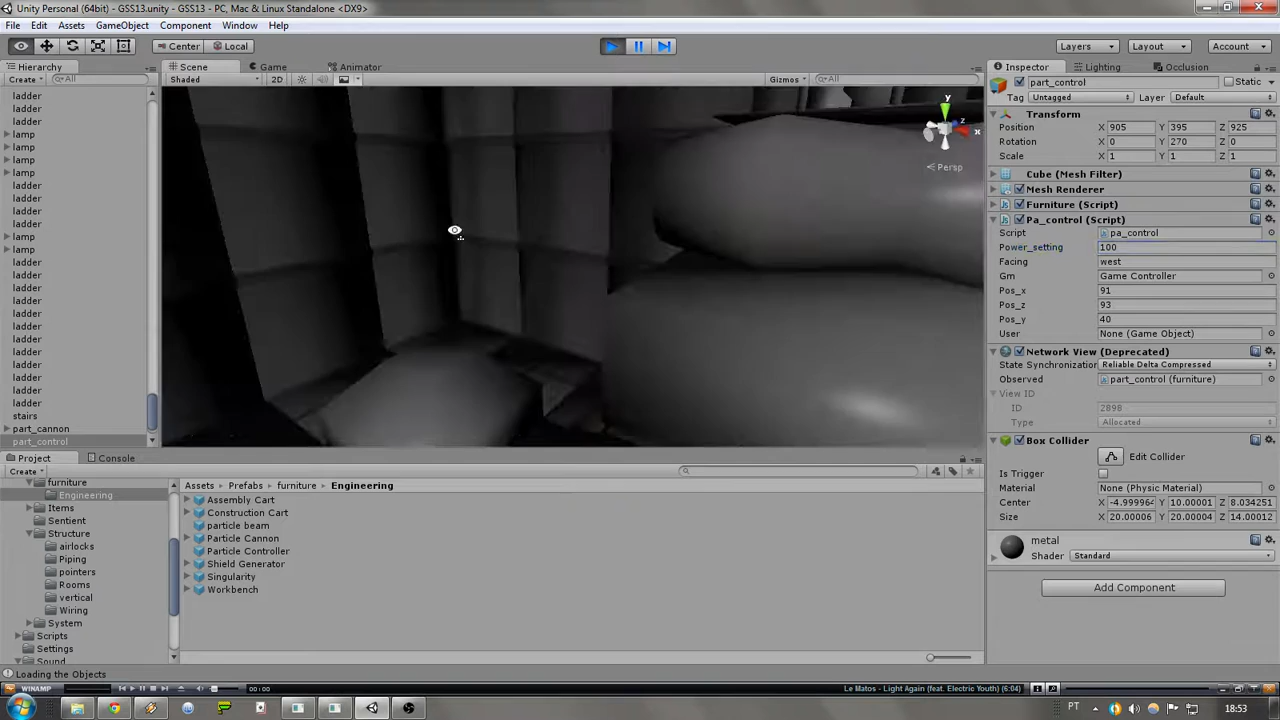 Unity Personal (64bit) - GSS13.unity - GSS13 - PC, Mac & Linux Standalone <DX9>
File Edit Assets GameObject Component Window Help
Center Local Layers Layout Account
Hierarchy Scene Game Animator Inspector Lighting Occlusion
Create All Shaded 2D Gizmos All part_control Static
Tag Untagged Layer Default
ladder
ladder
ladder
lamp
lamp
lamp
lamp
ladder
ladder
ladder
ladder
lamp
lamp
ladder
ladder
ladder
ladder
ladder
ladder
ladder
ladder
ladder
ladder
ladder
ladder
stairs
part_cannon
part_control
y
z
x
Persp
Transform
Position X 905 Y 395 Z 925
Rotation X 0 Y 270 Z 0
Scale X 1 Y 1 Z 1
Cube (Mesh Filter)
Mesh Renderer
Furniture (Script)
Pa_control (Script)
Script pa_control
Power_setting 100
Facing west
Gm Game Controller
Pos_x 91
Pos_z 93
Pos_y 40
User None (Game Object)
Network View (Deprecated)
State Synchronization Reliable Delta Compressed
Observed part_control (furniture)
View ID
ID 2898
Type Allocated
Box Collider
Edit Collider
Is Trigger
Material None (Physic Material)
Center X -4.999964 Y 10.00001 Z 8.034251
Size X 20.00006 Y 20.00004 Z 14.00012
metal
Shader Standard
Add Component
Project Console
Create
furniture
Engineering
Items
Sentient
Structure
airlocks
Piping
pointers
Rooms
vertical
Wiring
System
Scripts
Settings
Sound
Assets Prefabs furniture Engineering
Assembly Cart
Construction Cart
particle beam
Particle Cannon
Particle Controller
Shield Generator
Singularity
Workbench
Loading the Objects
WINAMP 00:00 Le Matos - Light Again (feat. Electric Youth) (6:04)
PT 18:53